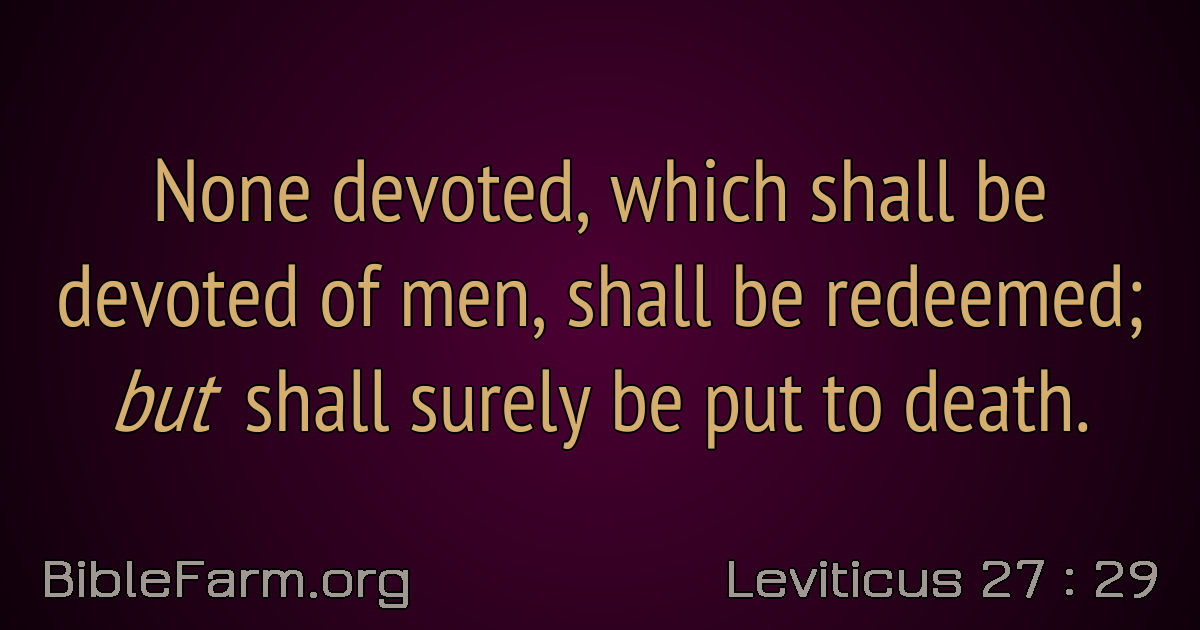 None devoted, which shall be
devoted of men, shall be redeemed;
but shall surely be put to death.
BibleFarm.org
Leviticus 27 : 29